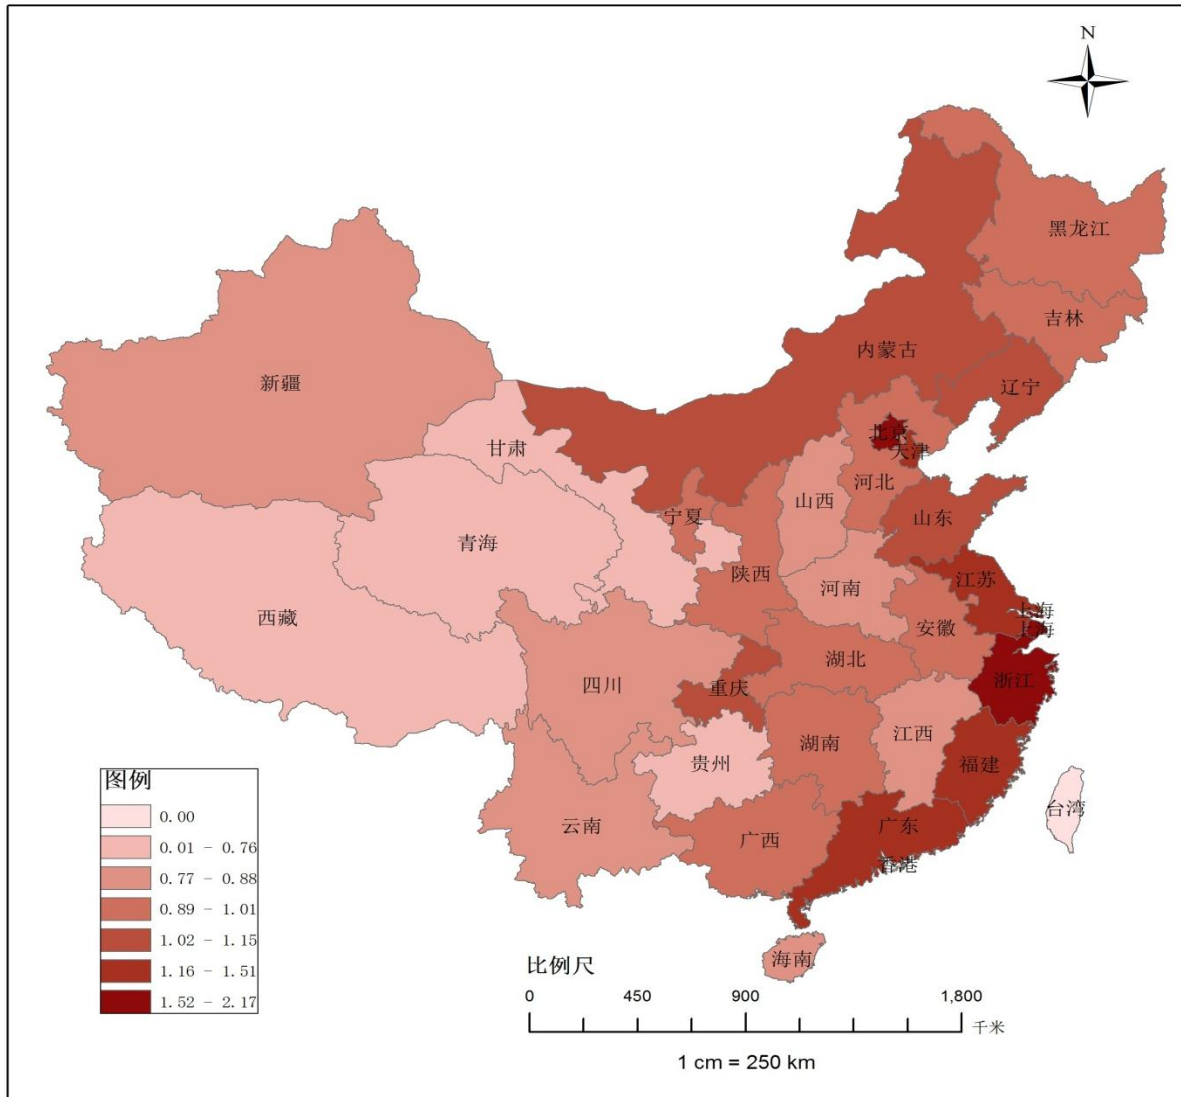 N
黑龙江
吉林
内蒙古
辽宁
新疆
北京
天津
甘肃
河北
山西
宁夏
山东
青海
陕西
河南
江苏
西藏
上海
上海
安徽
湖北
四川
重庆
浙江
江西
湖南
贵州
福建
台湾
云南
广西
广东
香港
海南
图例
0.00
0.01 - 0.76
0.77 - 0.88
0.89 - 1.01
1.02 - 1.15
1.16 - 1.51
1.52 - 2.17
比例尺
0 450 900 1,800
千米
1 cm = 250 km